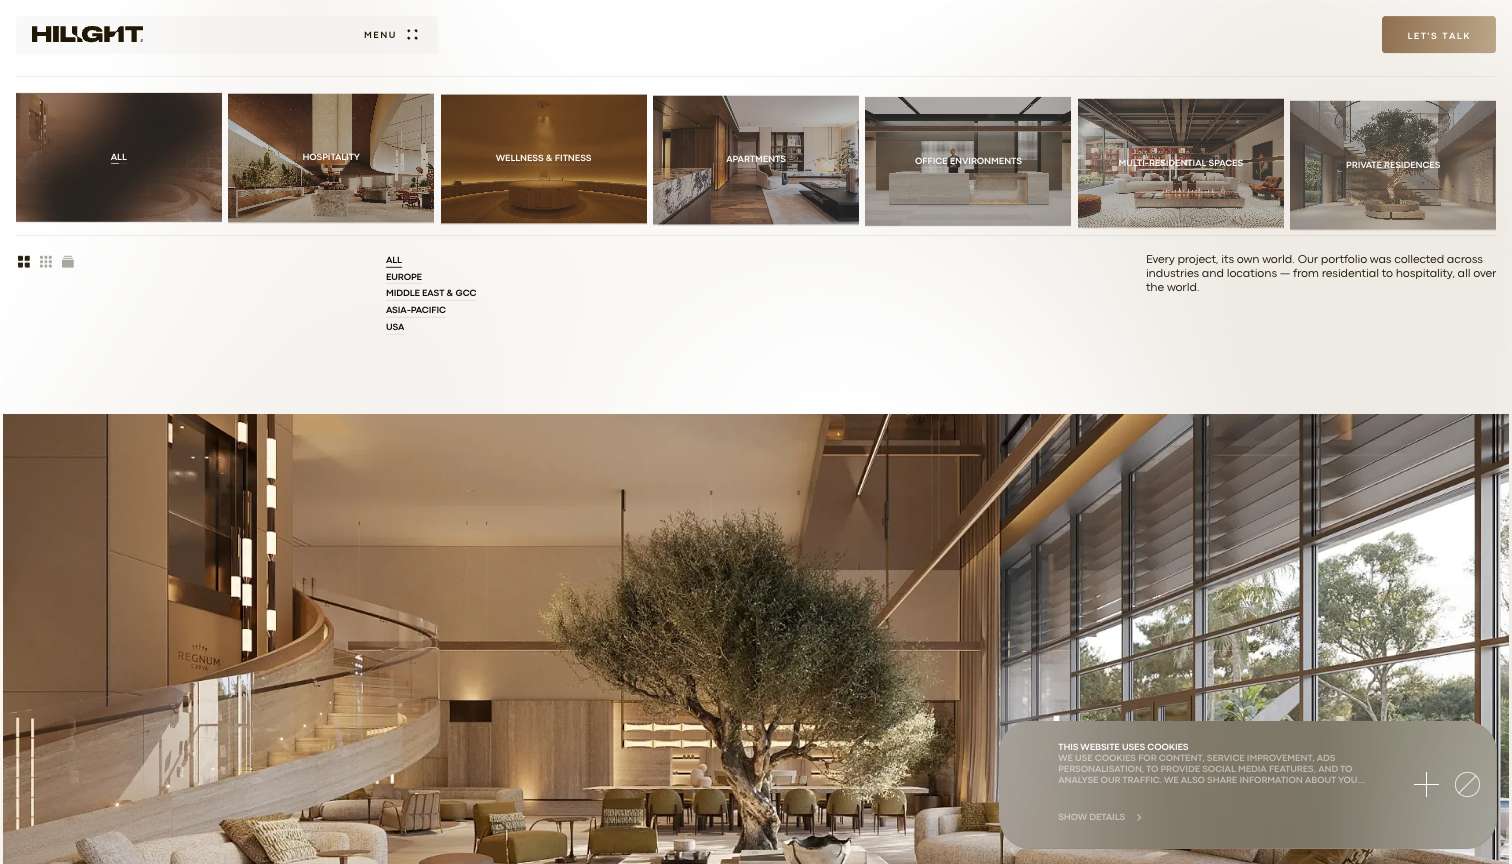 HILLGHT.
MENU
LET'S TALK
ALL
HOSPITALITY
WELLNESS & FITNESS
APARTMENTS
OFFICE ENVIRONMENTS
MULTI-RESIDENTIAL SPACES
PRIVATE RESIDENCES
ALL
EUROPE
MIDDLE EAST & GCC
ASIA-PACIFIC
USA
Every project, its own world. Our portfolio was collected across
industries and locations — from residential to hospitality, all over
the world.
REGNUM
CARYA
THIS WEBSITE USES COOKIES
WE USE COOKIES FOR CONTENT, SERVICE IMPROVEMENT, ADS
PERSONALISATION, TO PROVIDE SOCIAL MEDIA FEATURES, AND TO
ANALYSE OUR TRAFFIC. WE ALSO SHARE INFORMATION ABOUT YOU...
SHOW DETAILS